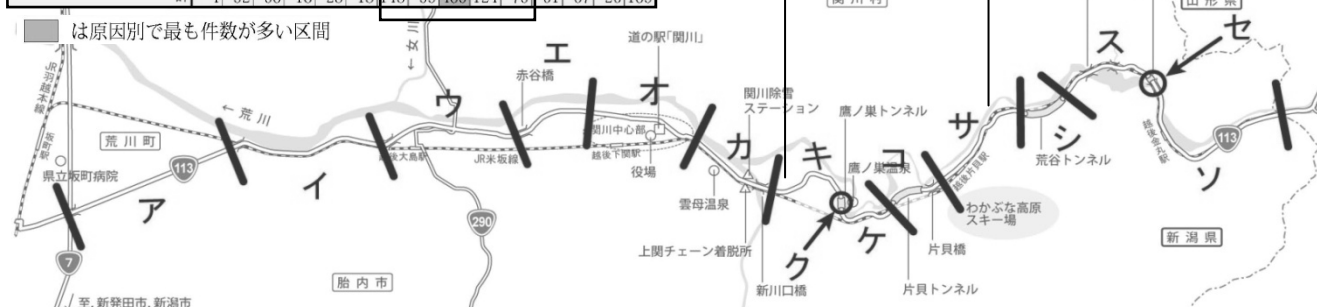 は原因別で最も件数が多い区間
JR羽越本線
坂町駅
荒川町
県立坂町病院
113
7
至.新発田市、新潟市
ア
←荒川
イ
胎内市
越後大島駅
ウ
←女川
290
JR米坂線
赤谷橋
エ
関川中心部
越後下関駅
オ
道の駅「関川」
役場
カ
雲母温泉
関川除雪
ステーション
上関チェーン着脱所
新川口橋
キ
ク
鷹ノ巣トンネル
鷹ノ巣温泉
ケ
コ
片貝トンネル
片貝橋
サ
越後片貝駅
わかぶな高原
スキー場
シ
荒谷トンネル
ス
セ
越後金丸駅
113
ソ
新潟県